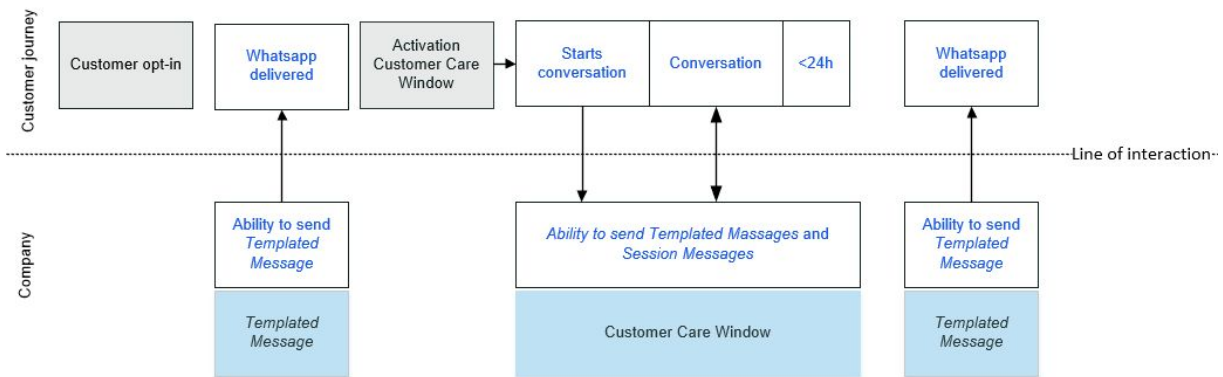 Customer journey
Customer opt-in
Whatsapp
delivered
Activation
Customer Care
Window
Starts
conversation
Conversation
<24h
Whatsapp
delivered
Line of interaction
Company
Ability to send
Templated
Message
Ability to send Templated Massages and
Session Messages
Ability to send
Templated
Message
Templated
Message
Customer Care Window
Templated
Message